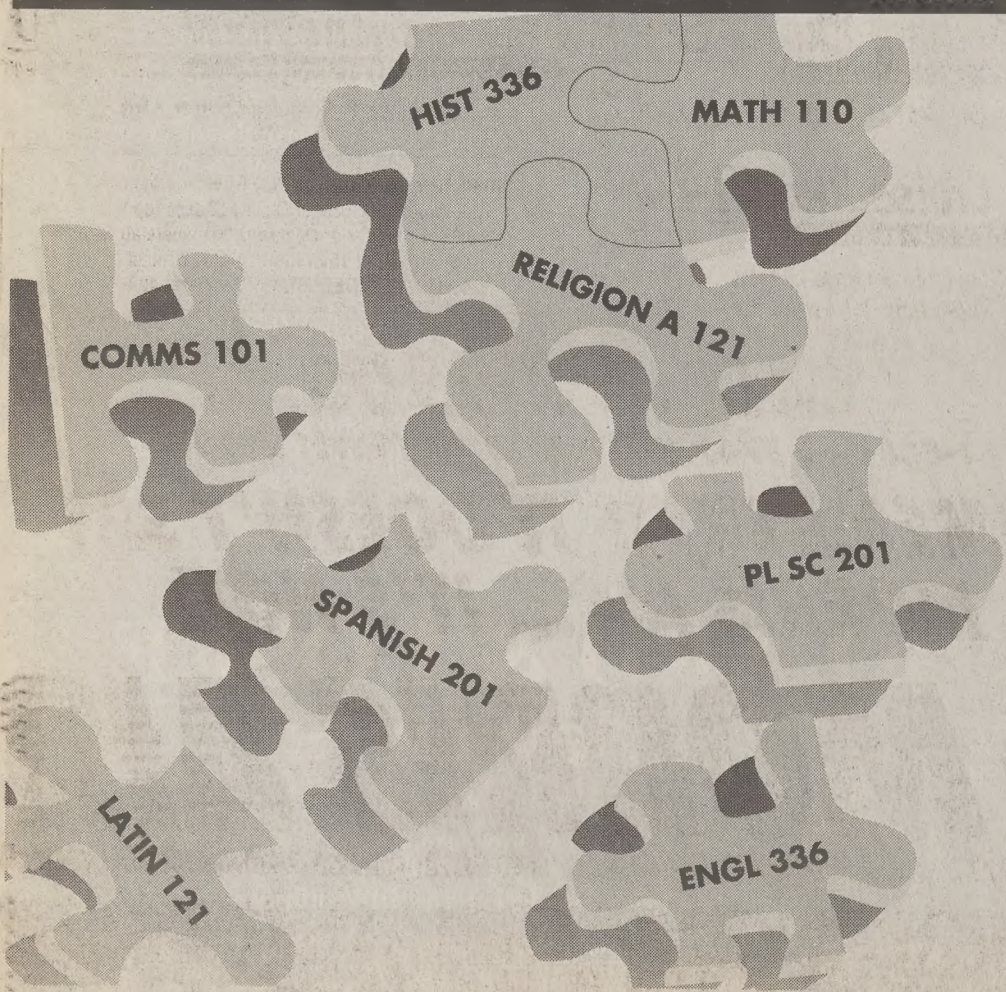 HIST 336
MATH 110
RELIGION A 121
COMMS 101
PL SC 201
SPANISH 201
LATIN 121
ENGL 336